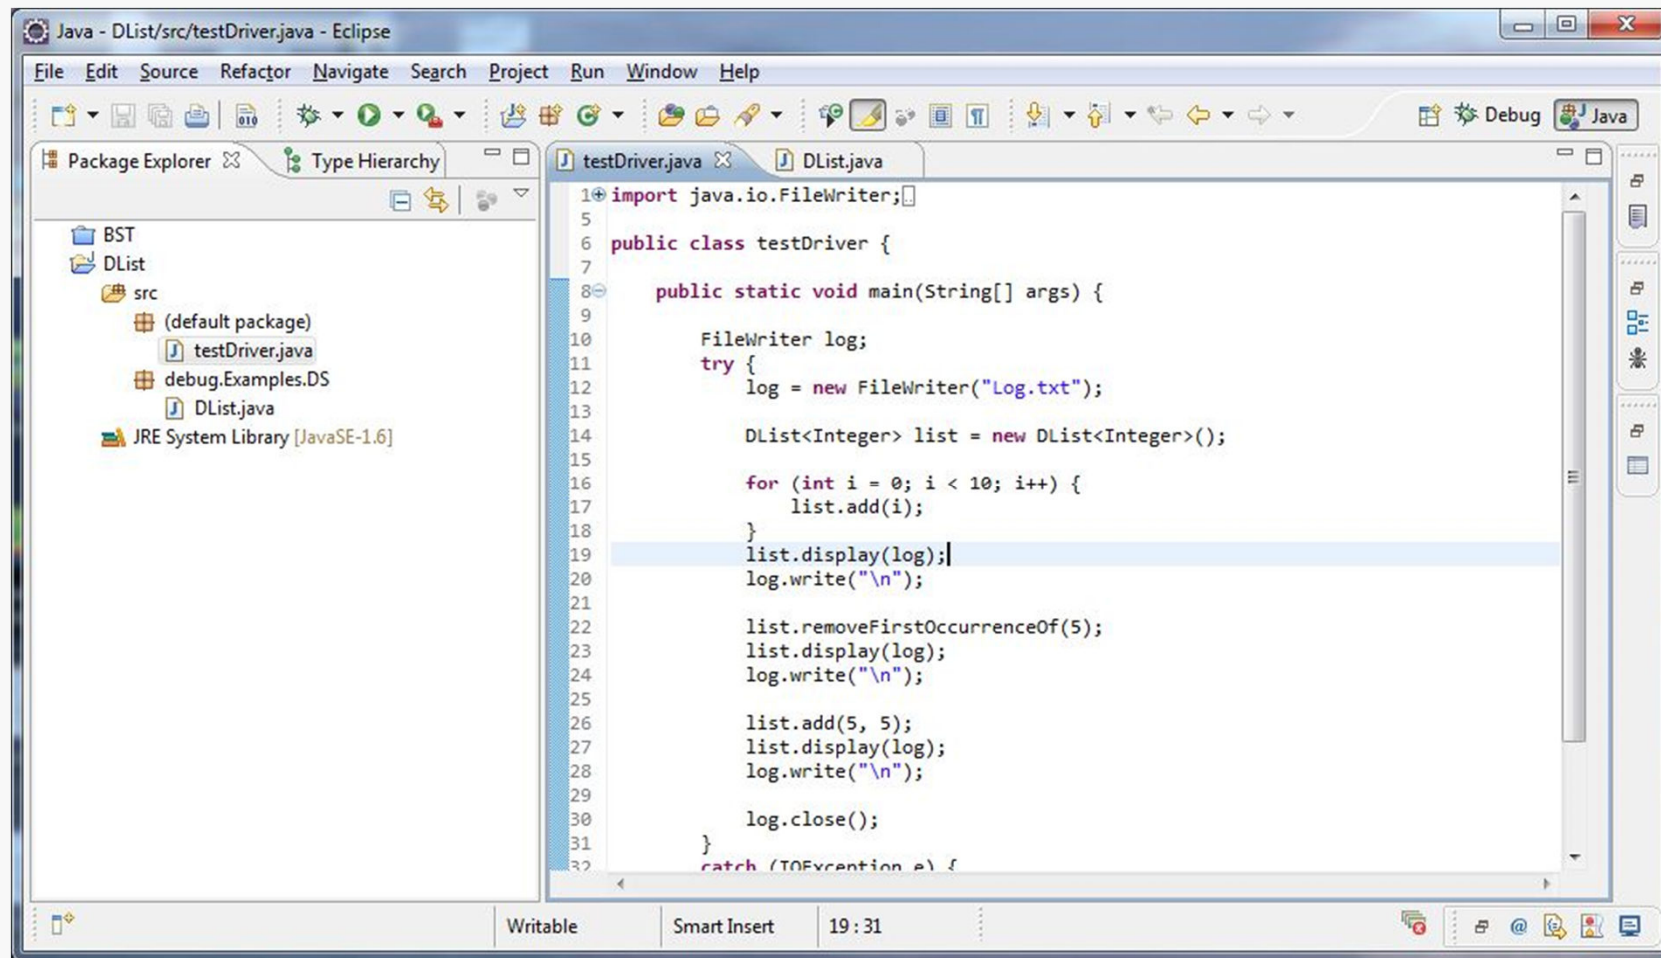 Java - DList/src/testDriver.java - Eclipse
File Edit Source Refactor Navigate Search Project Run Window Help
Debug Java
Package Explorer Type Hierarchy
testDriver.java DList.java
BST
DList
src
(default package)
testDriver.java
debug.Examples.DS
DList.java
JRE System Library [JavaSE-1.6]
1 import java.io.FileWriter;
5
6 public class testDriver {
7
8 public static void main(String[] args) {
9
10 FileWriter log;
11 try {
12 log = new FileWriter("Log.txt");
13
14 DList<Integer> list = new DList<Integer>();
15
16 for (int i = 0; i < 10; i++) {
17 list.add(i);
18 }
19 list.display(log);
20 log.write("\n");
21
22 list.removeFirstOccurrenceOf(5);
23 list.display(log);
24 log.write("\n");
25
26 list.add(5, 5);
27 list.display(log);
28 log.write("\n");
29
30 log.close();
31 }
32 catch (IOException e) {
Writable Smart Insert 19 : 31